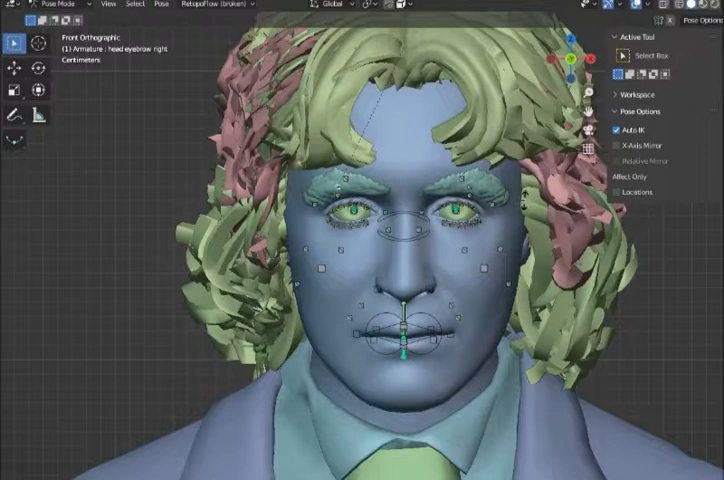 Pose Mode View Select Pose RetopoFlow (broken) Global
Pose Options
Front Orthographic
(1) Armature : head eyebrow right
Centimeters
Active Tool
Select Box
Workspace
Pose Options
Auto IK
X-Axis Mirror
Relative Mirror
Affect Only
Locations